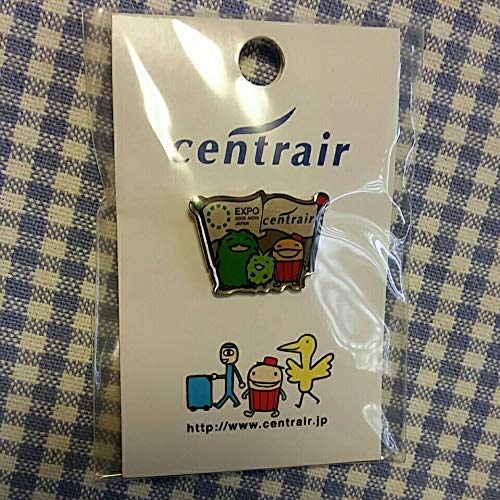 centrair
EXPO
2005 AICHI
JAPAN
centrair
http://www.centrair.jp